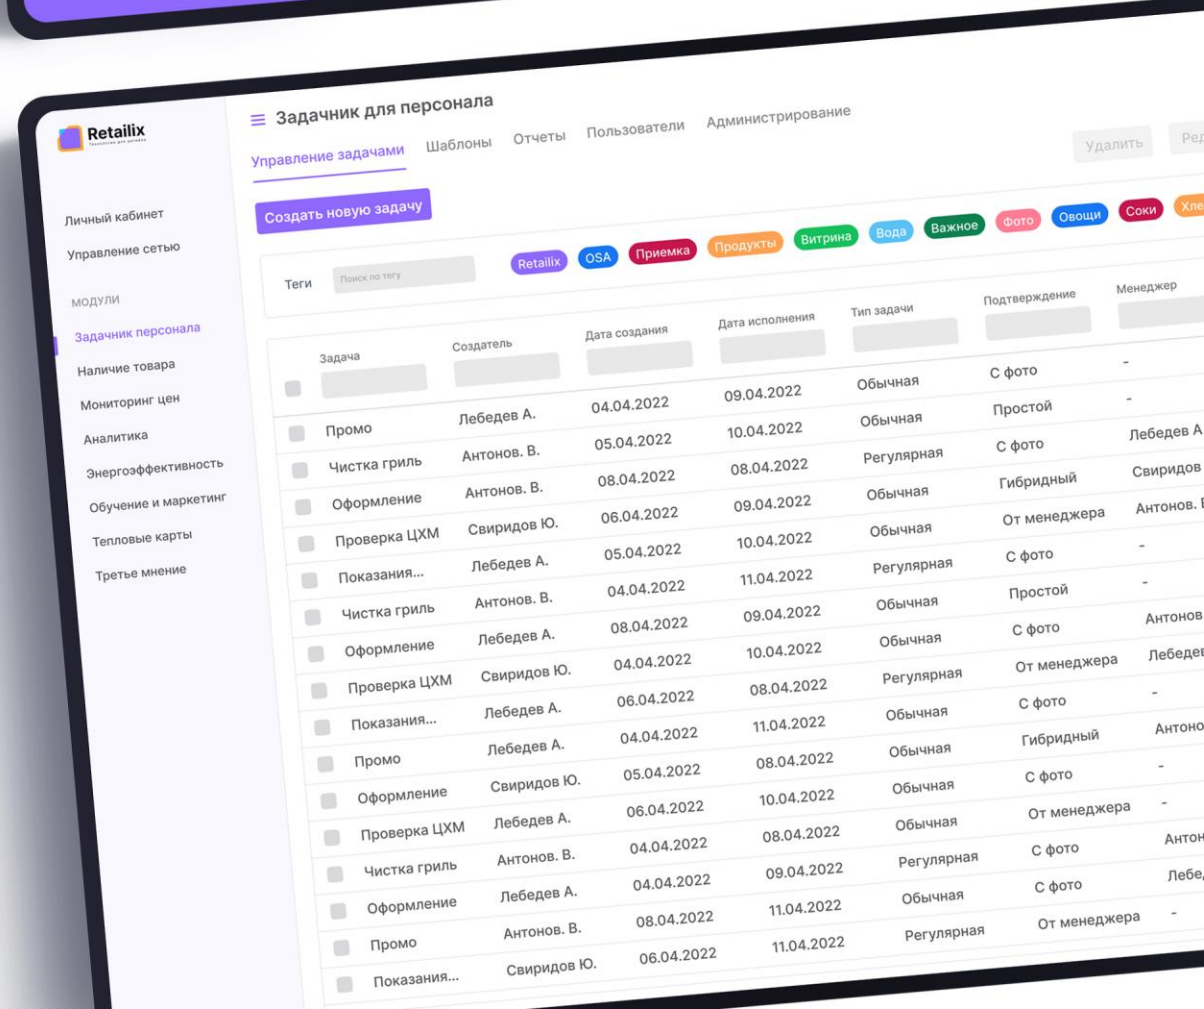 Retailix
Технологии для ритейла
Личный кабинет
Управление сетью
МОДУЛИ
Задачник персонала
Наличие товара
Мониторинг цен
Аналитика
Энергоэффективность
Обучение и маркетинг
Тепловые карты
Третье мнение
Задачник для персонала
Управление задачами Шаблоны Отчеты Пользователи Администрирование
Создать новую задачу Удалить Ред
Теги Поиск по тегу Retailix OSA Приемка Продукты Витрина Вода Важное Фото Овощи Соки Хле
Задача Создатель Дата создания Дата исполнения Тип задачи Подтверждение Менеджер
Промо Лебедев А. 04.04.2022 09.04.2022 Обычная С фото -
Чистка гриль Антонов. В. 05.04.2022 10.04.2022 Обычная Простой -
Оформление Антонов. В. 08.04.2022 08.04.2022 Регулярная С фото Лебедев А.
Проверка ЦХМ Свиридов Ю. 06.04.2022 09.04.2022 Обычная Гибридный Свиридов
Показания... Лебедев А. 05.04.2022 10.04.2022 Обычная От менеджера Антонов.
Чистка гриль Антонов. В. 04.04.2022 11.04.2022 Регулярная С фото -
Оформление Лебедев А. 08.04.2022 09.04.2022 Обычная Простой -
Проверка ЦХМ Свиридов Ю. 04.04.2022 10.04.2022 Обычная С фото Антонов
Показания... Лебедев А. 06.04.2022 08.04.2022 Регулярная От менеджера Лебедев
Промо Лебедев А. 04.04.2022 11.04.2022 Обычная С фото -
Оформление Свиридов Ю. 05.04.2022 08.04.2022 Обычная Гибридный Антоно
Проверка ЦХМ Лебедев А. 06.04.2022 10.04.2022 Обычная С фото -
Чистка гриль Антонов. В. 04.04.2022 08.04.2022 Обычная От менеджера -
Оформление Лебедев А. 04.04.2022 09.04.2022 Регулярная С фото Антон
Промо Антонов. В. 08.04.2022 11.04.2022 Обычная С фото Лебед
Показания... Свиридов Ю. 06.04.2022 11.04.2022 Регулярная От менеджера -